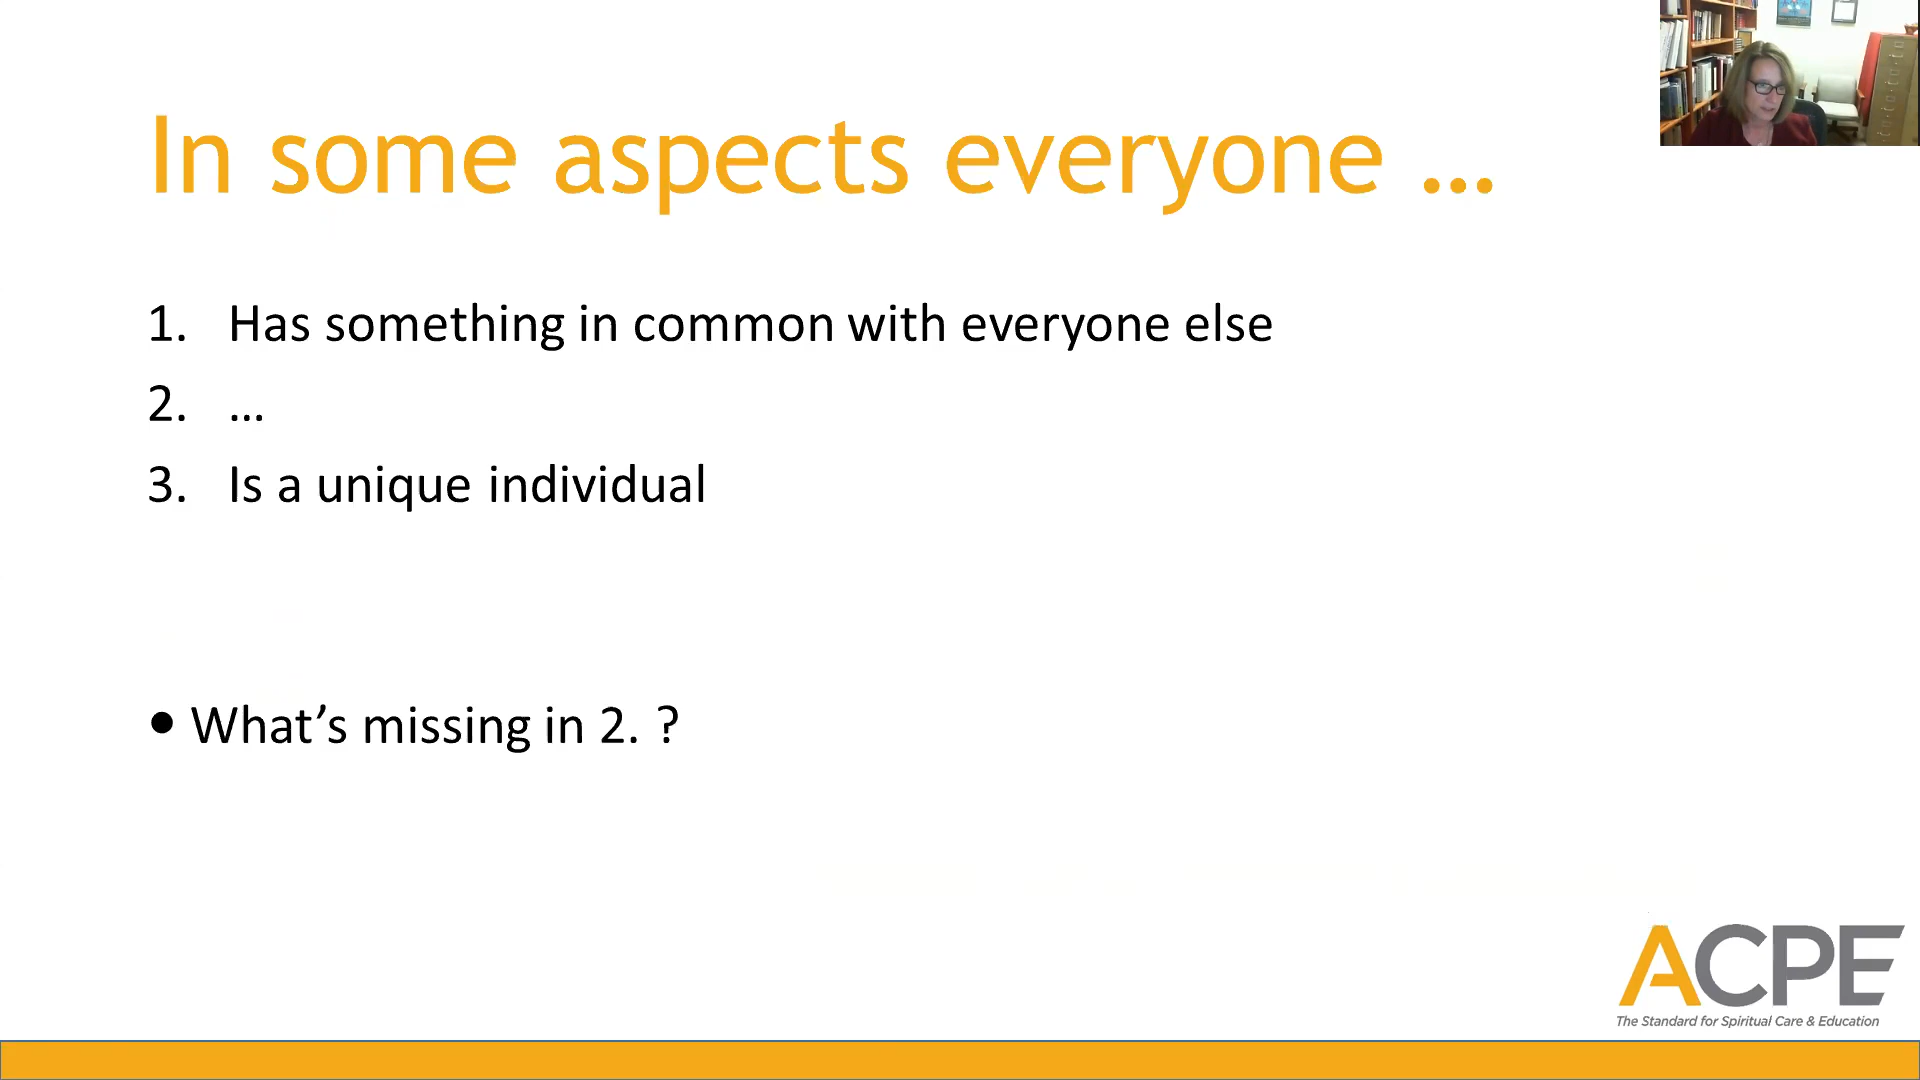 In some aspects everyone ...
1. Has something in common with everyone else
2. ...
3. Is a unique individual
• What’s missing in 2. ?
ACPE
The Standard for Spiritual Care & Education